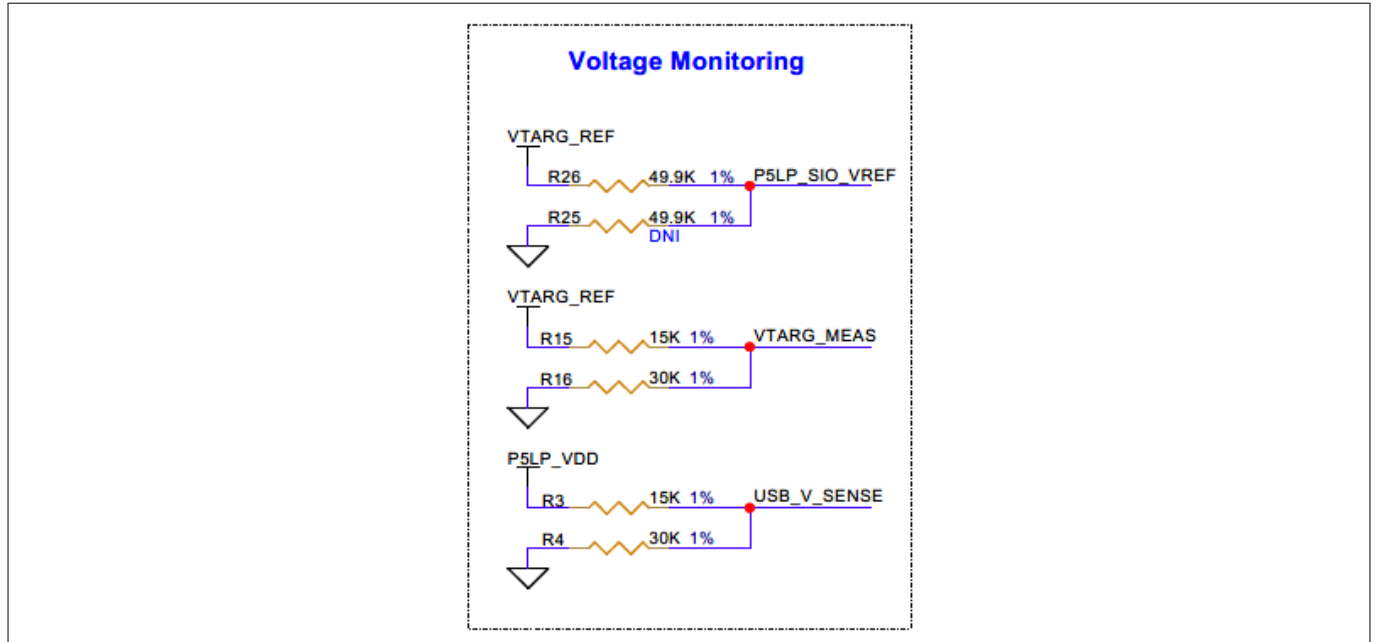 Voltage Monitoring
VTARG_REF
R26 49.9K 1% P5LP_SIO_VREF
R25 49.9K 1%
DNI
VTARG_REF
R15 15K 1% VTARG_MEAS
R16 30K 1%
P5LP_VDD
R3 15K 1% USB_V_SENSE
R4 30K 1%